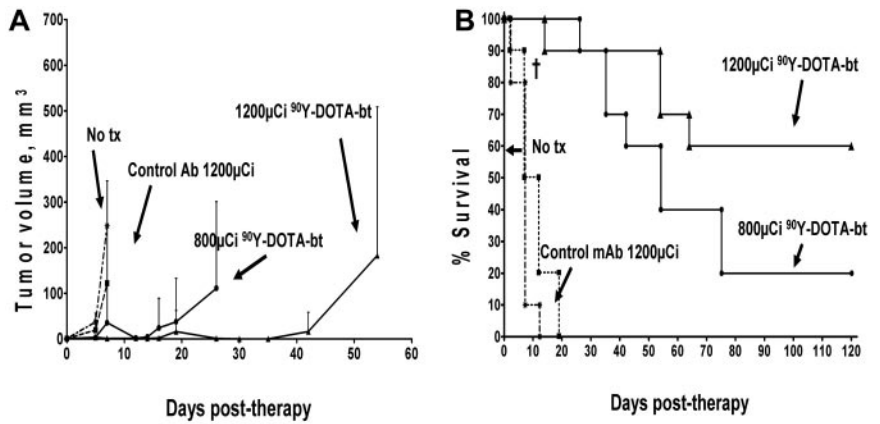 A
Tumor volume, mm³
700
600
500
400
300
200
100
0
0 10 20 30 40 50 60
Days post-therapy
No tx
Control Ab 1200µCi
1200µCi ⁹⁰Y-DOTA-bt
800µCi ⁹⁰Y-DOTA-bt
B
% Survival
100
90
80
70
60
50
40
30
20
10
0
0 10 20 30 40 50 60 70 80 90 100 110 120
Days post-therapy
†
1200µCi ⁹⁰Y-DOTA-bt
No tx
800µCi ⁹⁰Y-DOTA-bt
Control mAb 1200µCi